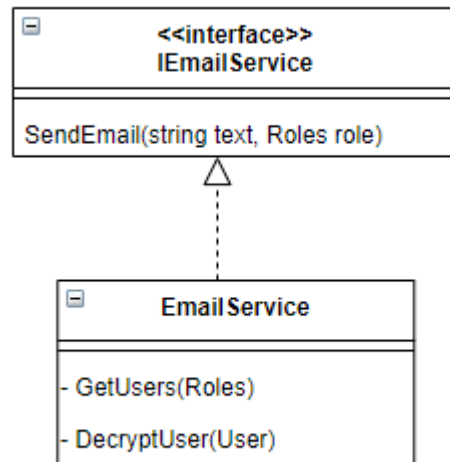 <<interface>>
IEmailService
SendEmail(string text, Roles role)
EmailService
- GetUsers(Roles)
- DecryptUser(User)